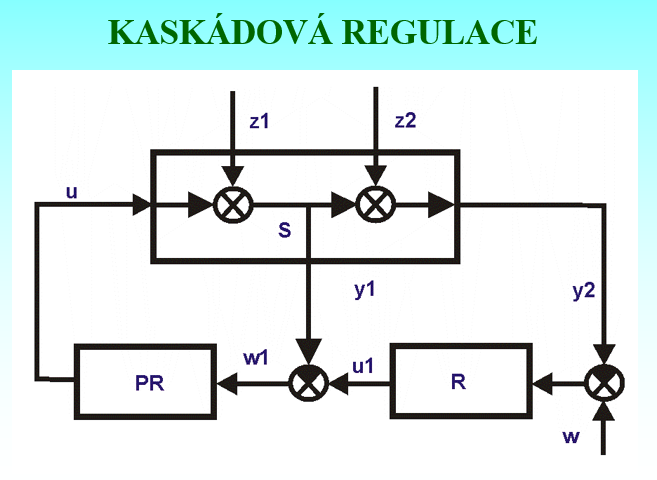 KASKÁDOVÁ REGULACE
z1
z2
u
S
y1
y2
w1
u1
PR
R
w